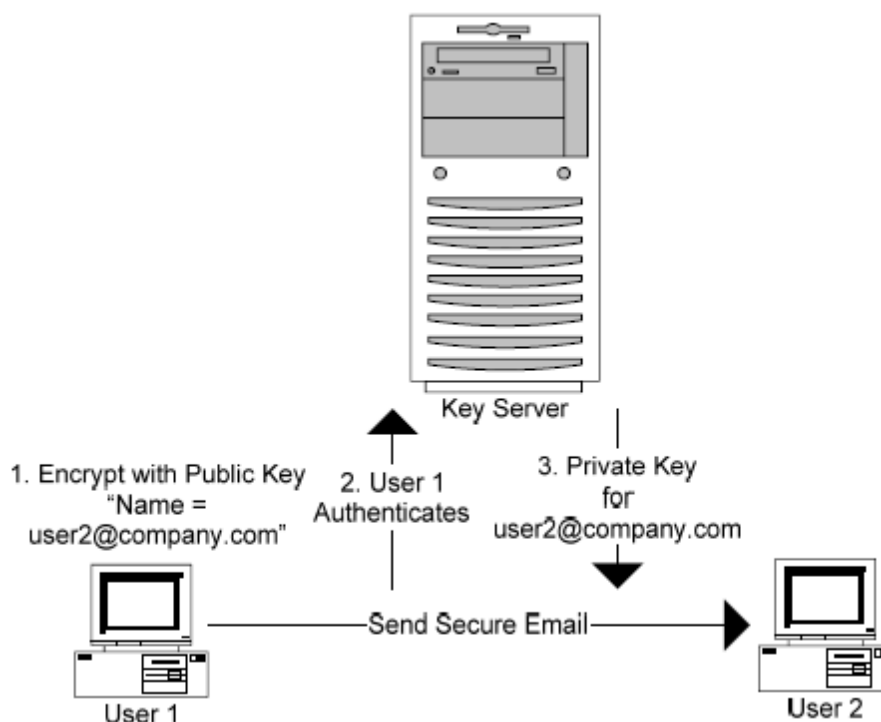 Key Server
1. Encrypt with Public Key
“Name =
user2@company.com”
2. User 1
Authenticates
3. Private Key
for
user2@company.com
Send Secure Email
User 1
User 2